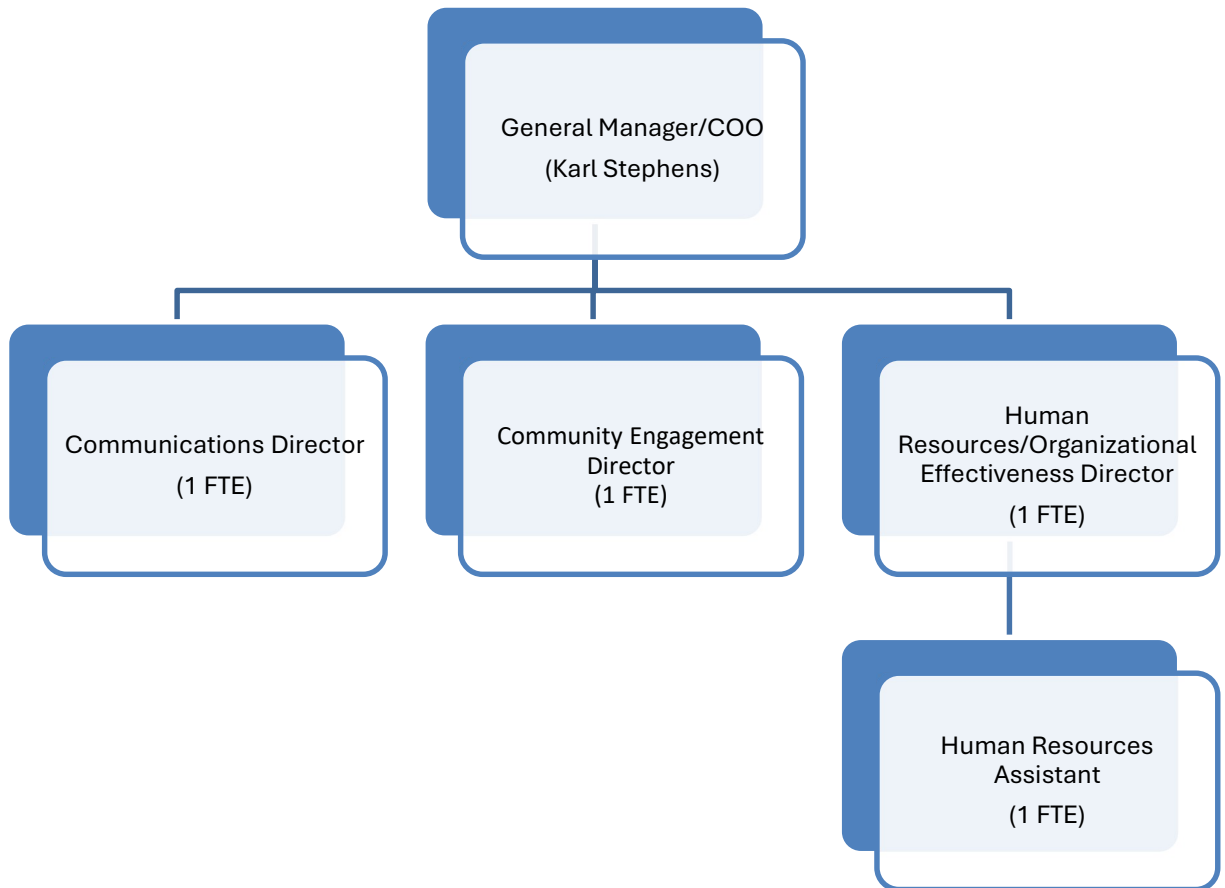 General Manager/COO
(Karl Stephens)
Communications Director
(1 FTE)
Community Engagement
Director
(1 FTE)
Human
Resources/Organizational
Effectiveness Director
(1 FTE)
Human Resources
Assistant
(1 FTE)